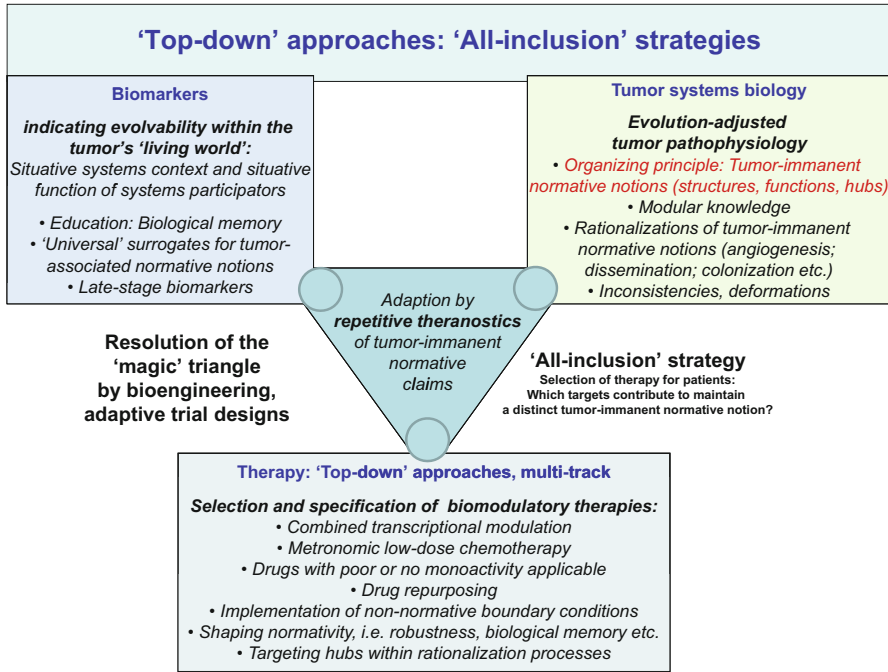 ‘Top-down’ approaches: ‘All-inclusion’ strategies
Biomarkers
indicating evolvability within the
tumor’s ‘living world’:
Situative systems context and situative
function of systems participators
• Education: Biological memory
• ‘Universal’ surrogates for tumor-
associated normative notions
• Late-stage biomarkers
Tumor systems biology
Evolution-adjusted
tumor pathophysiology
• Organizing principle: Tumor-immanent
normative notions (structures, functions, hubs)
• Modular knowledge
• Rationalizations of tumor-immanent
normative notions (angiogenesis;
dissemination; colonization etc.)
• Inconsistencies, deformations
Adaption by
repetitive theranostics
of tumor-immanent
normative
claims
Resolution of the
‘magic’ triangle
by bioengineering,
adaptive trial designs
‘All-inclusion’ strategy
Selection of therapy for patients:
Which targets contribute to maintain
a distinct tumor-immanent normative notion?
Therapy: ‘Top-down’ approaches, multi-track
Selection and specification of biomodulatory therapies:
• Combined transcriptional modulation
• Metronomic low-dose chemotherapy
• Drugs with poor or no monoactivity applicable
• Drug repurposing
• Implementation of non-normative boundary conditions
• Shaping normativity, i.e. robustness, biological memory etc.
• Targeting hubs within rationalization processes